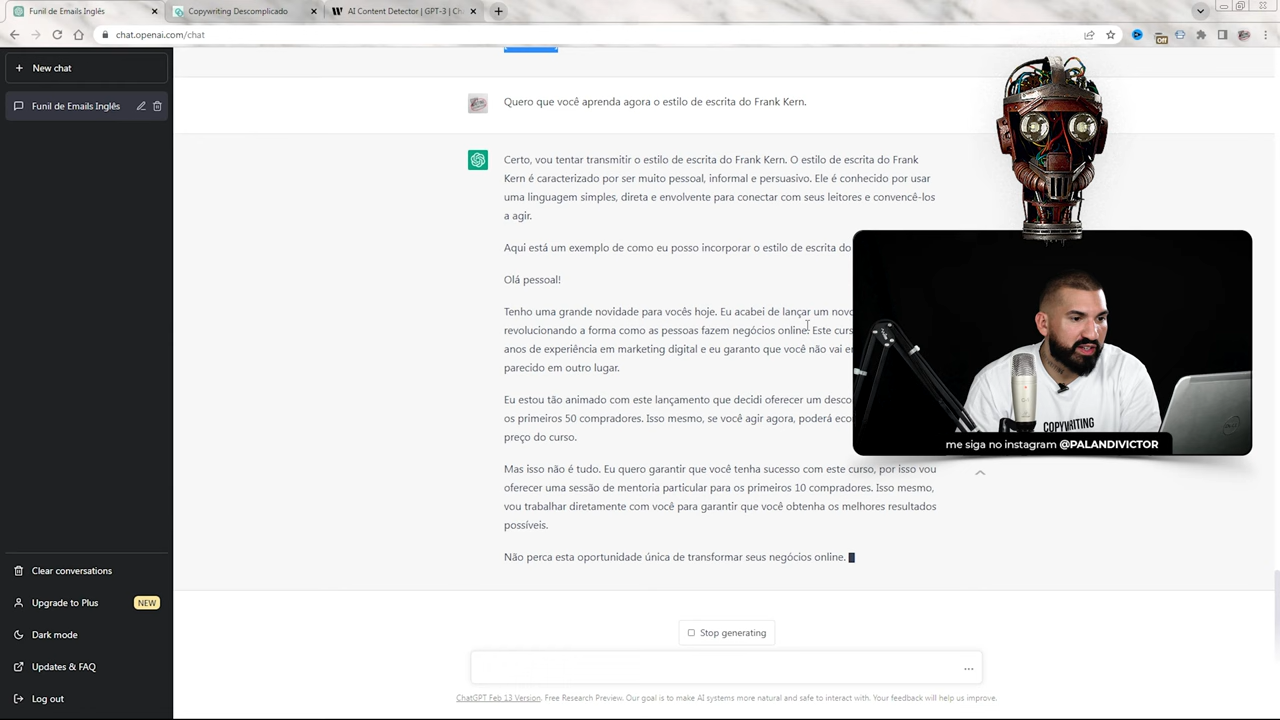 Funil de Emails Inglês
Copywriting Descomplicado
AI Content Detector | GPT-3 | C
chat.openai.com/chat
Off
New chat
Funil de Emails Inglês
Quero que você aprenda agora o estilo de escrita do Frank Kern.
Certo, vou tentar transmitir o estilo de escrita do Frank Kern. O estilo de escrita do Frank
Kern é caracterizado por ser muito pessoal, informal e persuasivo. Ele é conhecido por usar
uma linguagem simples, direta e envolvente para conectar com seus leitores e convencê-los
a agir.
Aqui está um exemplo de como eu posso incorporar o estilo de escrita do
Olá pessoal!
Tenho uma grande novidade para vocês hoje. Eu acabei de lançar um novo
revolucionando a forma como as pessoas fazem negócios online. Este curs
anos de experiência em marketing digital e eu garanto que você não vai en
parecido em outro lugar.
Eu estou tão animado com este lançamento que decidi oferecer um desco
os primeiros 50 compradores. Isso mesmo, se você agir agora, poderá eco
preço do curso.
Mas isso não é tudo. Eu quero garantir que você tenha sucesso com este curso, por isso vou
oferecer uma sessão de mentoria particular para os primeiros 10 compradores. Isso mesmo,
vou trabalhar diretamente com você para garantir que você obtenha os melhores resultados
possíveis.
Não perca esta oportunidade única de transformar seus negócios online.
COPYWRITING
me siga no instagram @PALANDIVICTOR
Clear conversations
Upgrade to Plus NEW
Dark mode
Updates & FAQ
Log out
Stop generating
ChatGPT Feb 13 Version. Free Research Preview. Our goal is to make AI systems more natural and safe to interact with. Your feedback will help us improve.